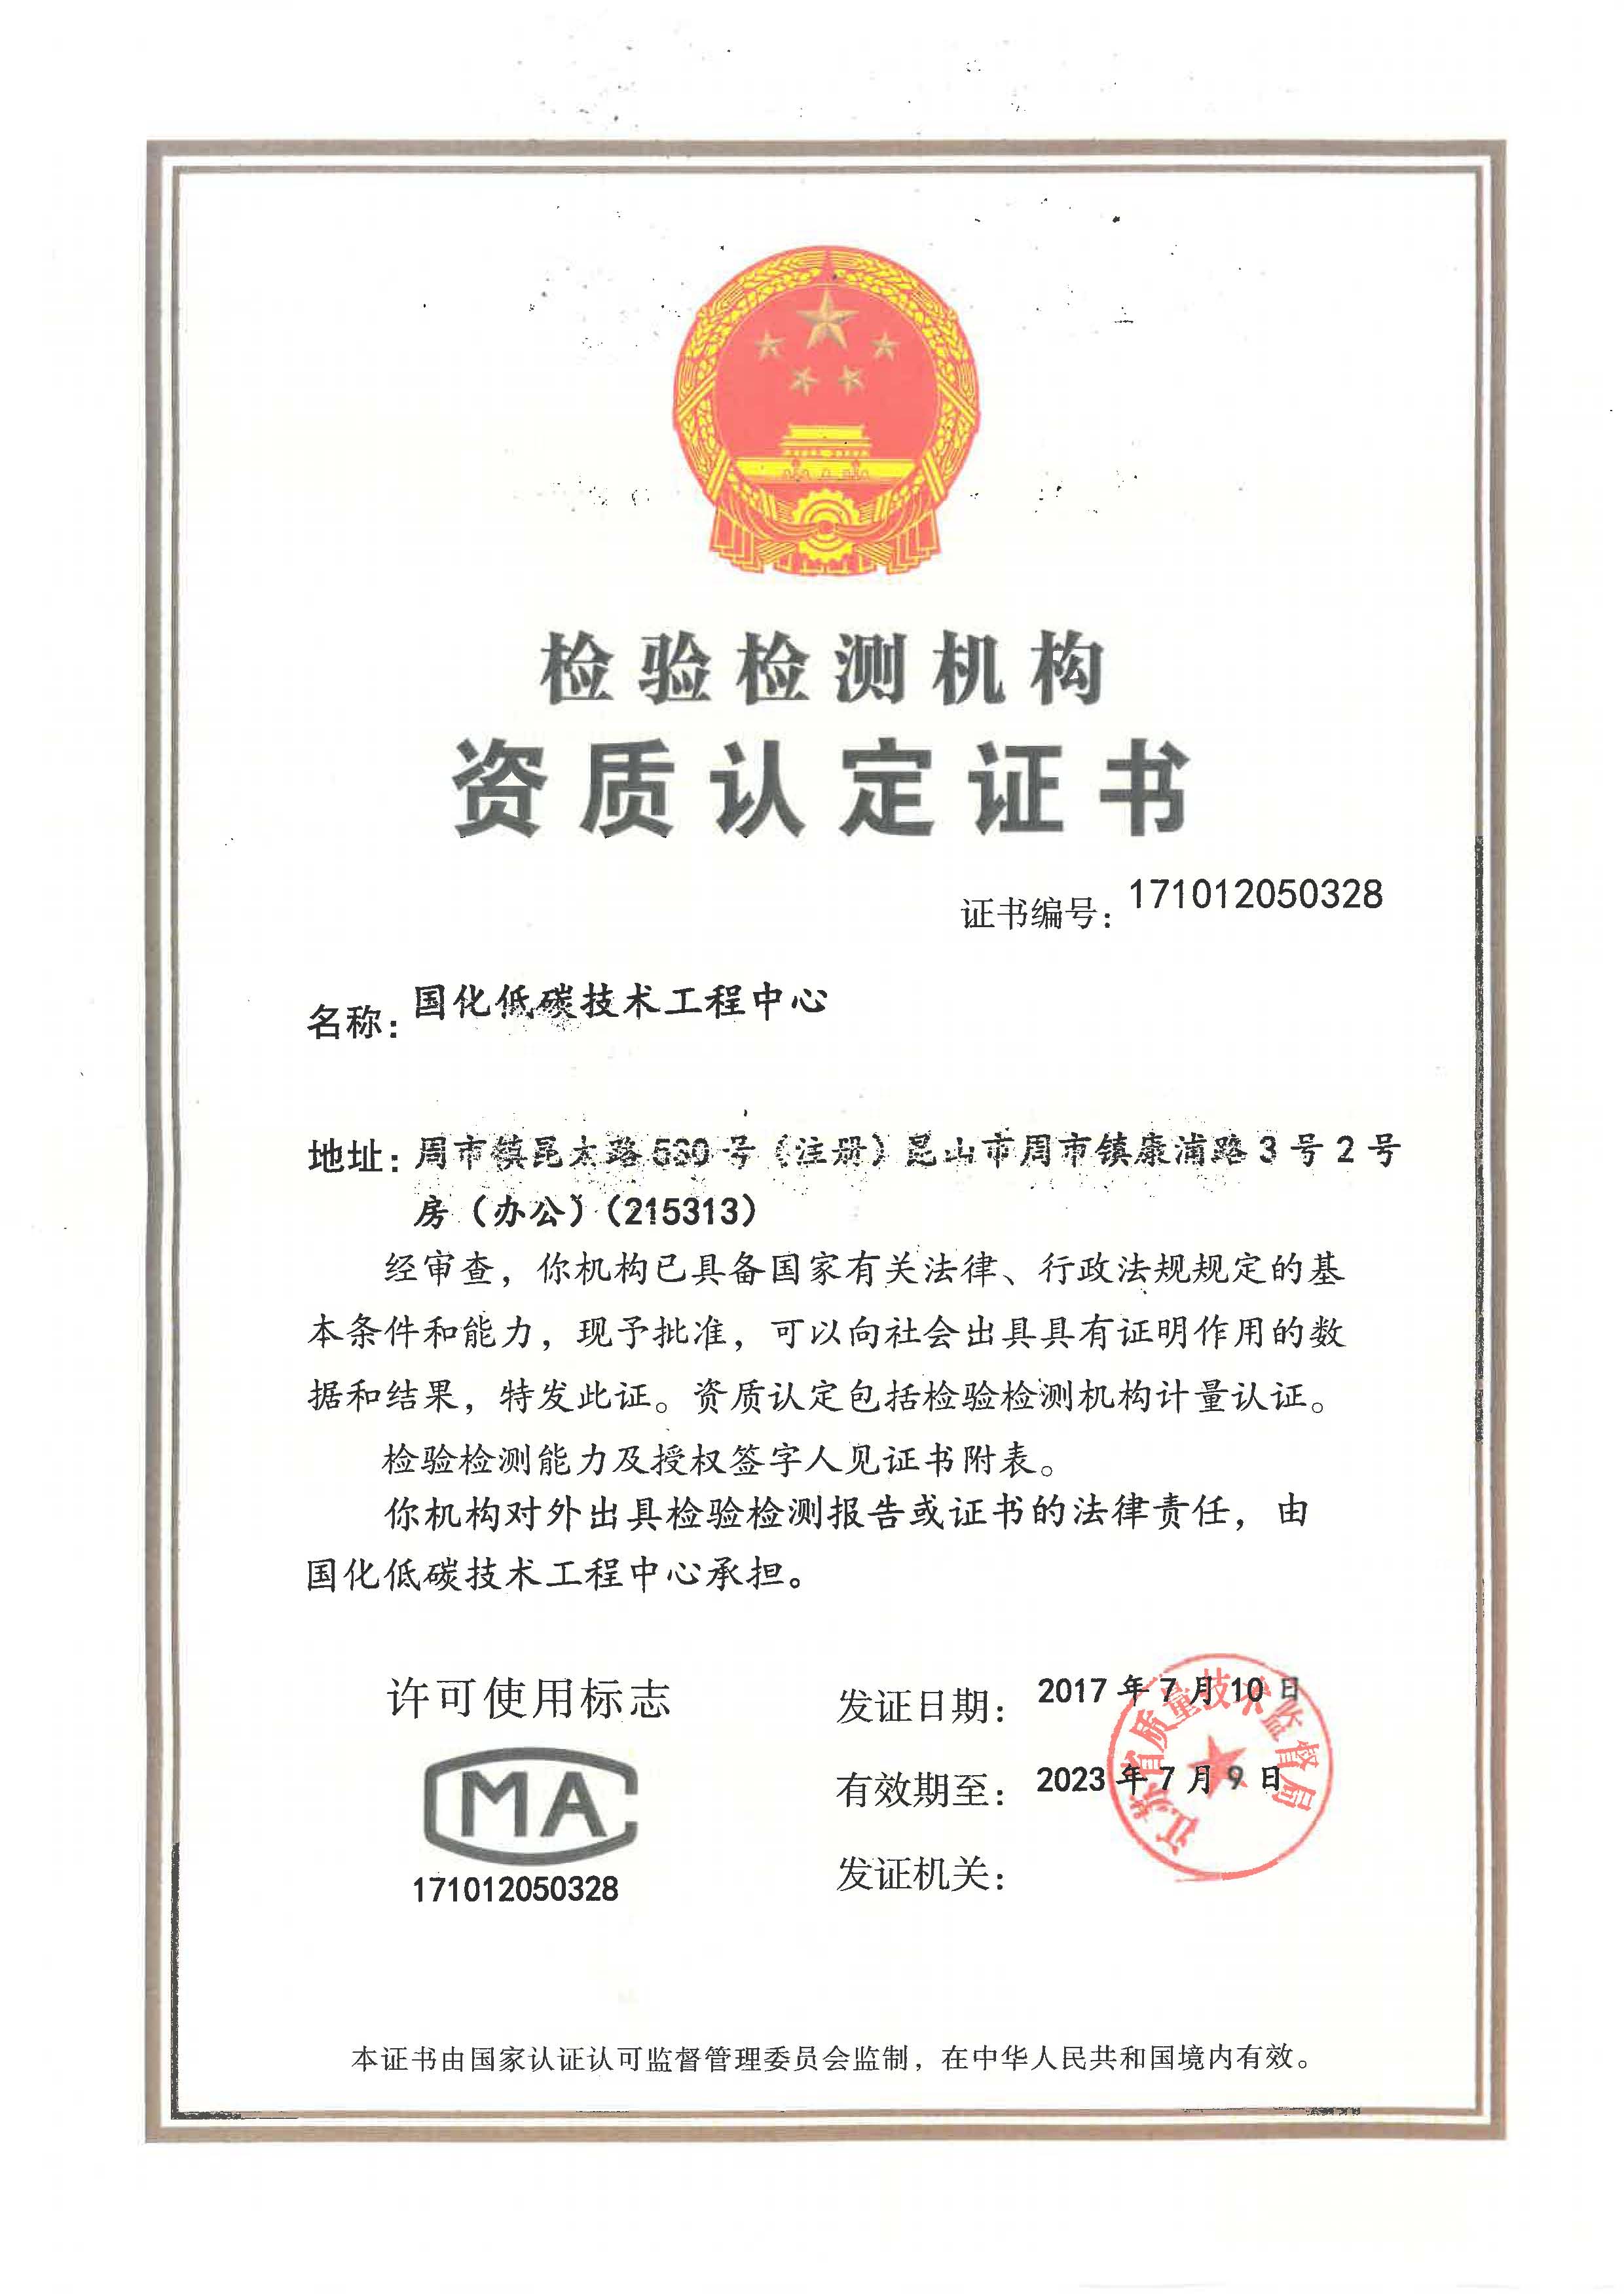 检验检测机构
资质认定证书
证书编号：171012050328
名称：国化低碳技术工程中心
地址：周市镇昆太路 号（注册）昆山市周市镇康浦路3号2号
房（办公）（215313）
经审查，你机构已具备国家有关法律、行政法规规定的基
本条件和能力，现予批准，可以向社会出具具有证明作用的数
据和结果，特发此证。资质认定包括检验检测机构计量认证。
检验检测能力及授权签字人见证书附表。
你机构对外出具检验检测报告或证书的法律责任，由
国化低碳技术工程中心承担。
许可使用标志
MA
171012050328
发证日期：2017年7月10日
有效期至：2023年7月9日
发证机关：
江苏省质量技术监督局
本证书由国家认证认可监督管理委员会监制，在中华人民共和国境内有效。